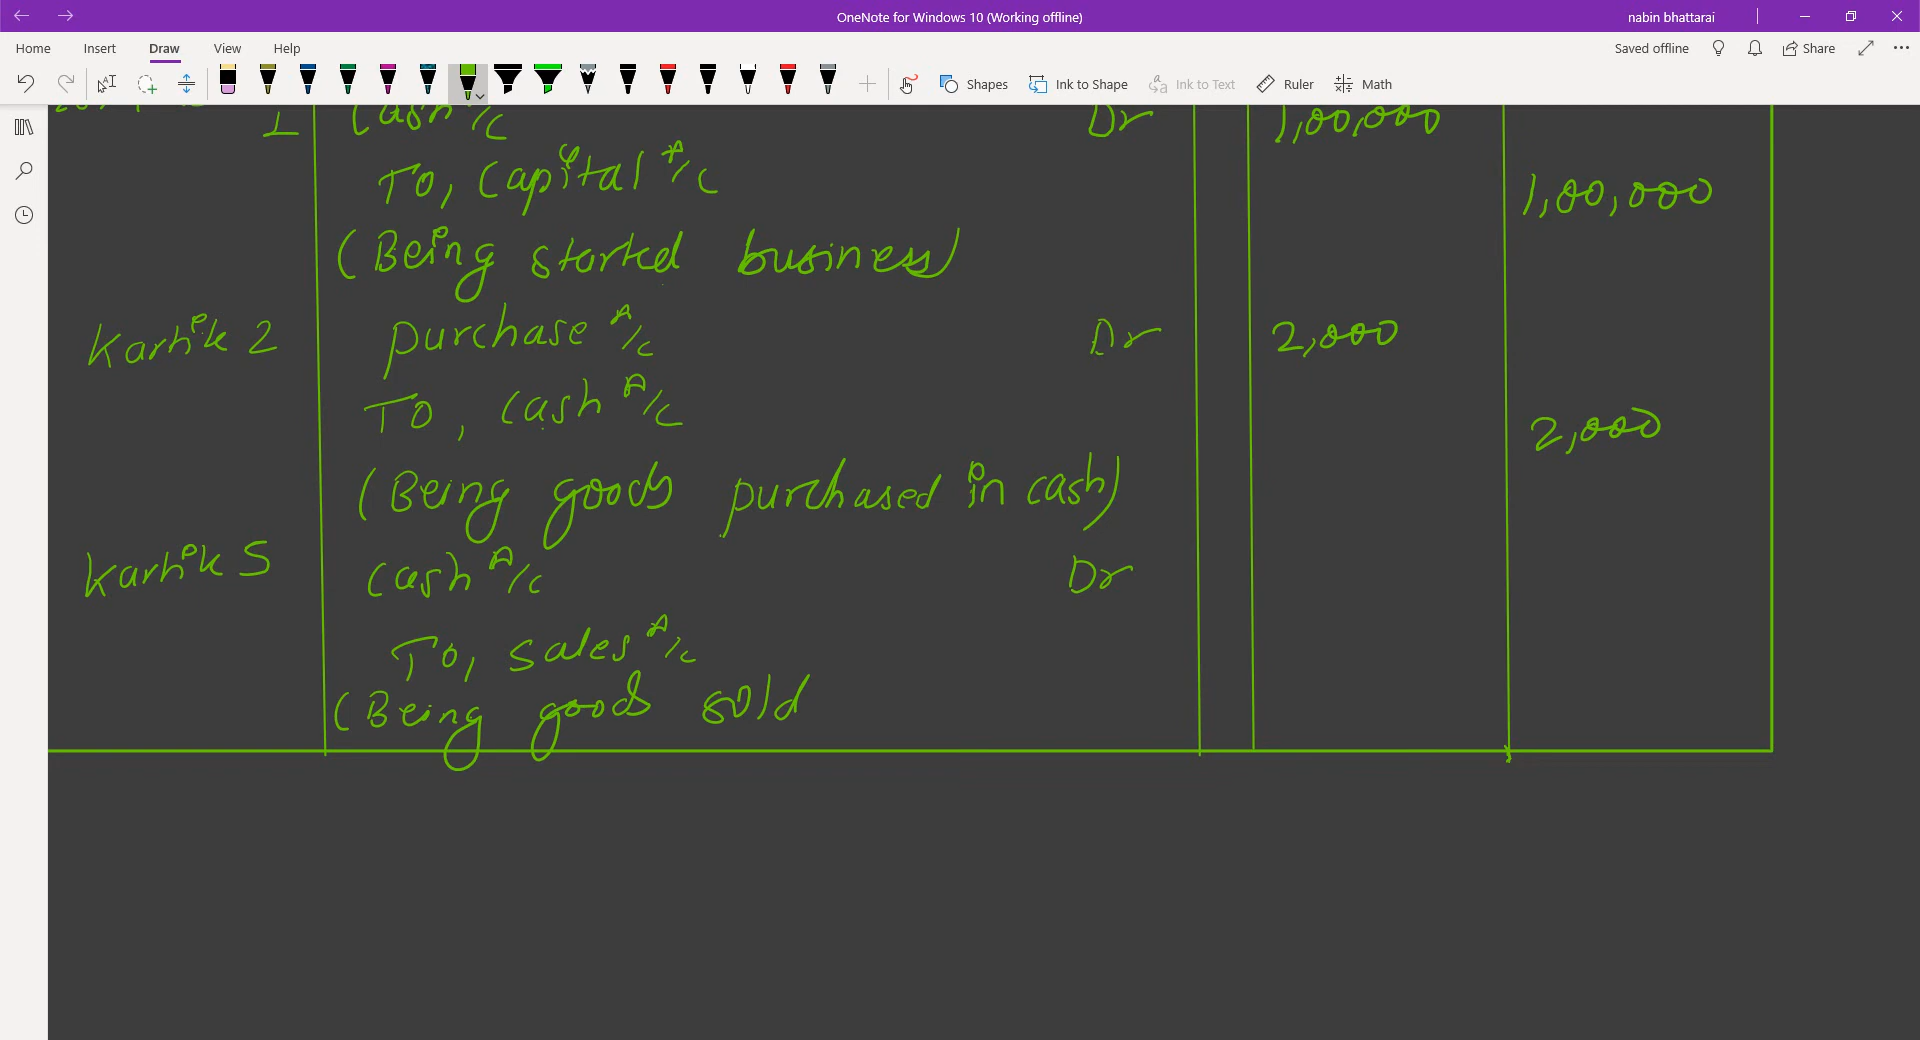 OneNote for Windows 10 (Working offline)
nabin bhattarai
Home Insert Draw View Help
Saved offline Share
Shapes Ink to Shape Ink to Text Ruler Math
1 Cash A/c Dr 1,00,000
To, Capital A/c 1,00,000
(Being started business)
Kartik 2 purchase A/c Dr 2,000
To, cash A/c 2,000
(Being goods purchased in cash)
Kartik 5 Cash A/c Dr
To, sales A/c
(Being goods sold